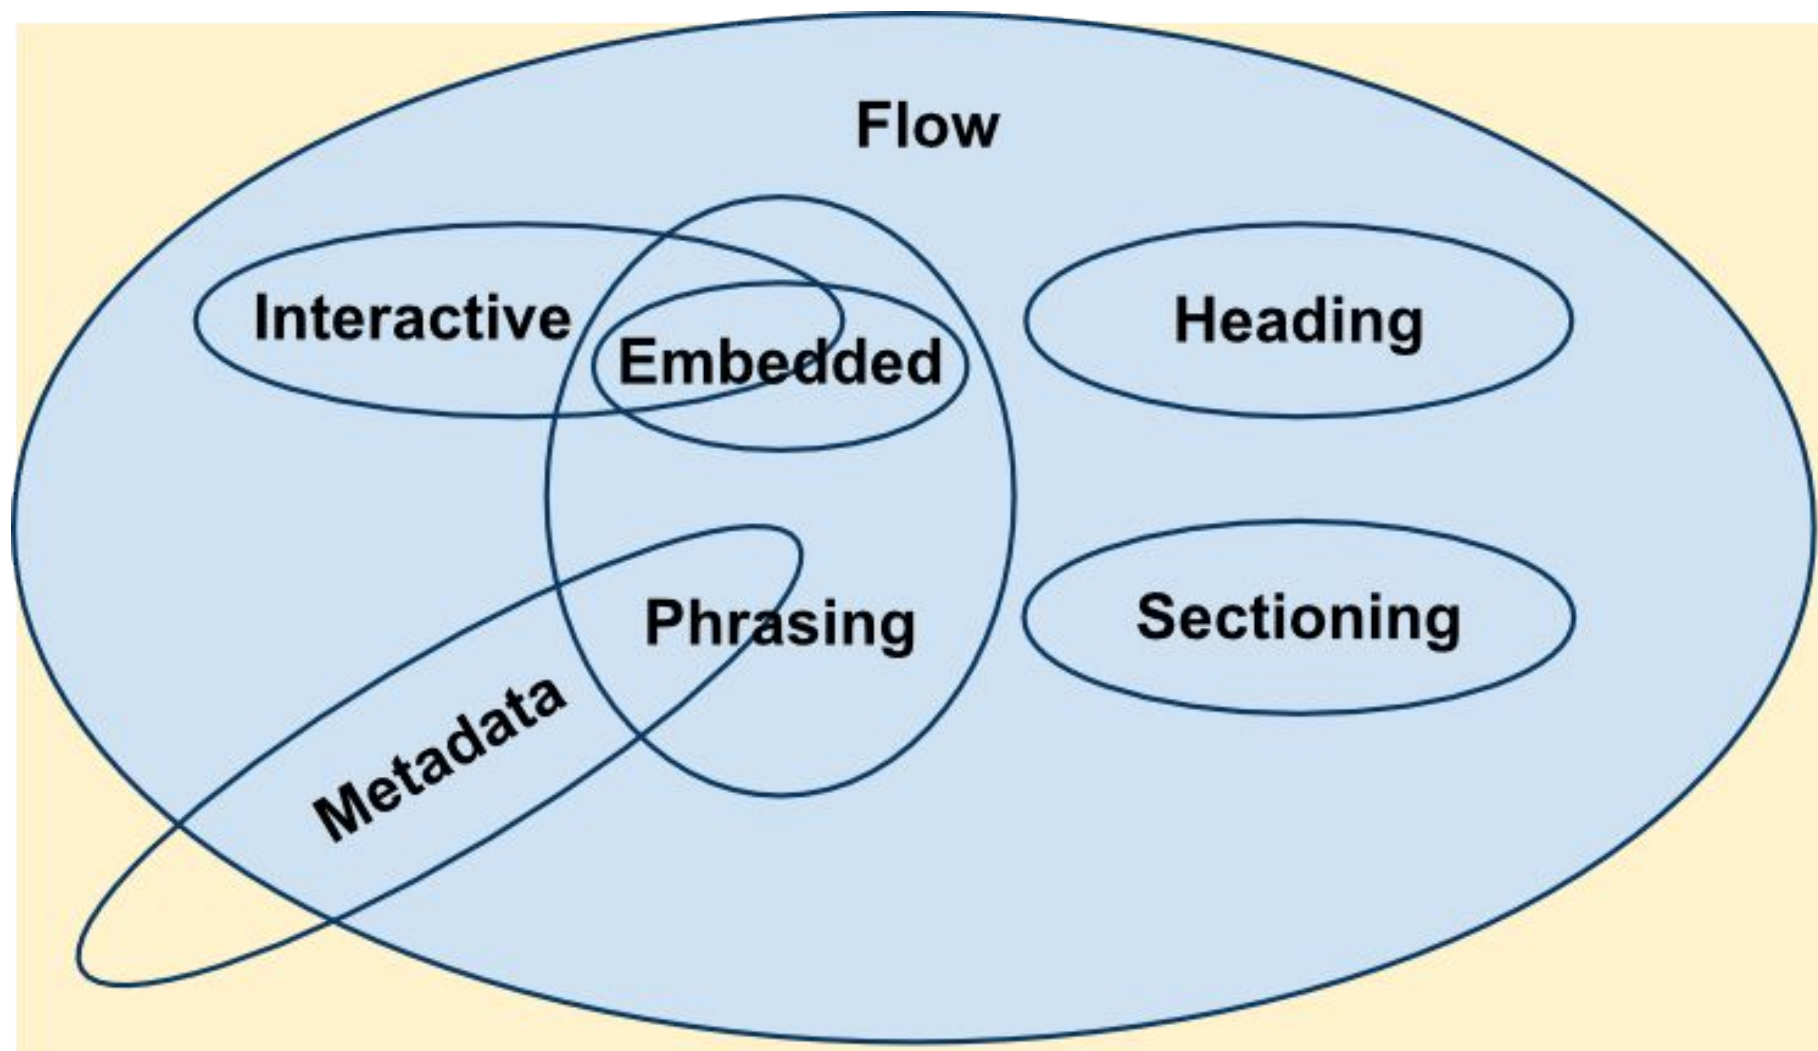 Flow
Interactive
Embedded
Heading
Phrasing
Sectioning
Metadata